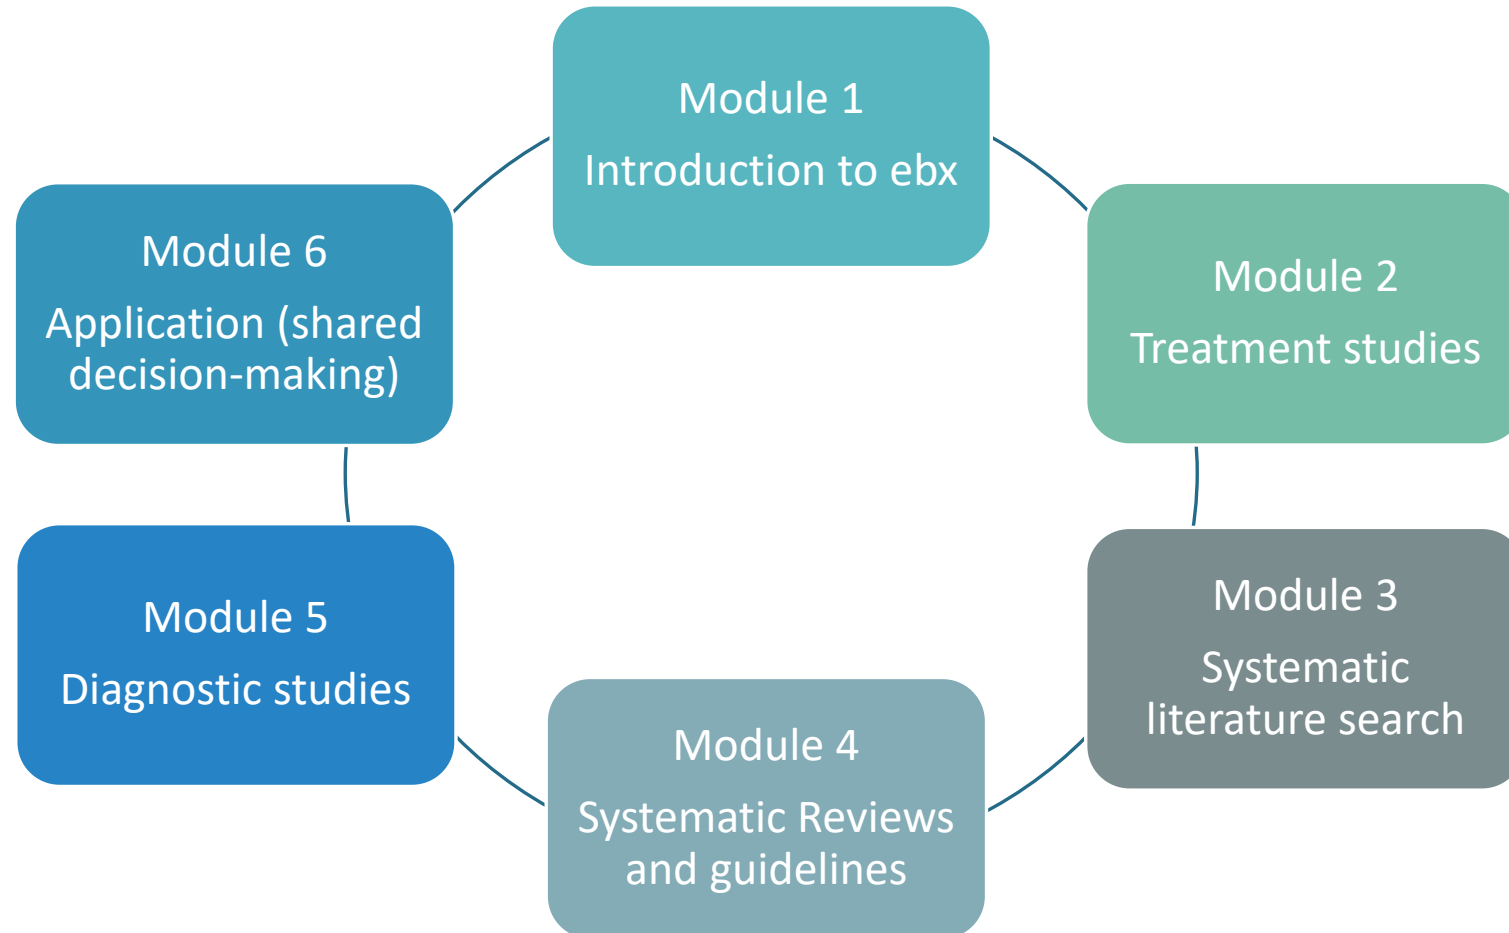 Module 1
Introduction to ebx
Module 2
Treatment studies
Module 3
Systematic
literature search
Module 4
Systematic Reviews
and guidelines
Module 5
Diagnostic studies
Module 6
Application (shared
decision-making)